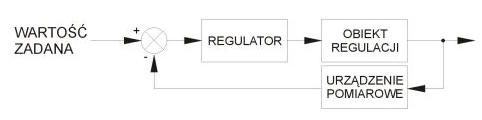 WARTOŚĆ
ZADANA
+
-
REGULATOR
OBIEKT
REGULACJI
URZĄDZENIE
POMIAROWE